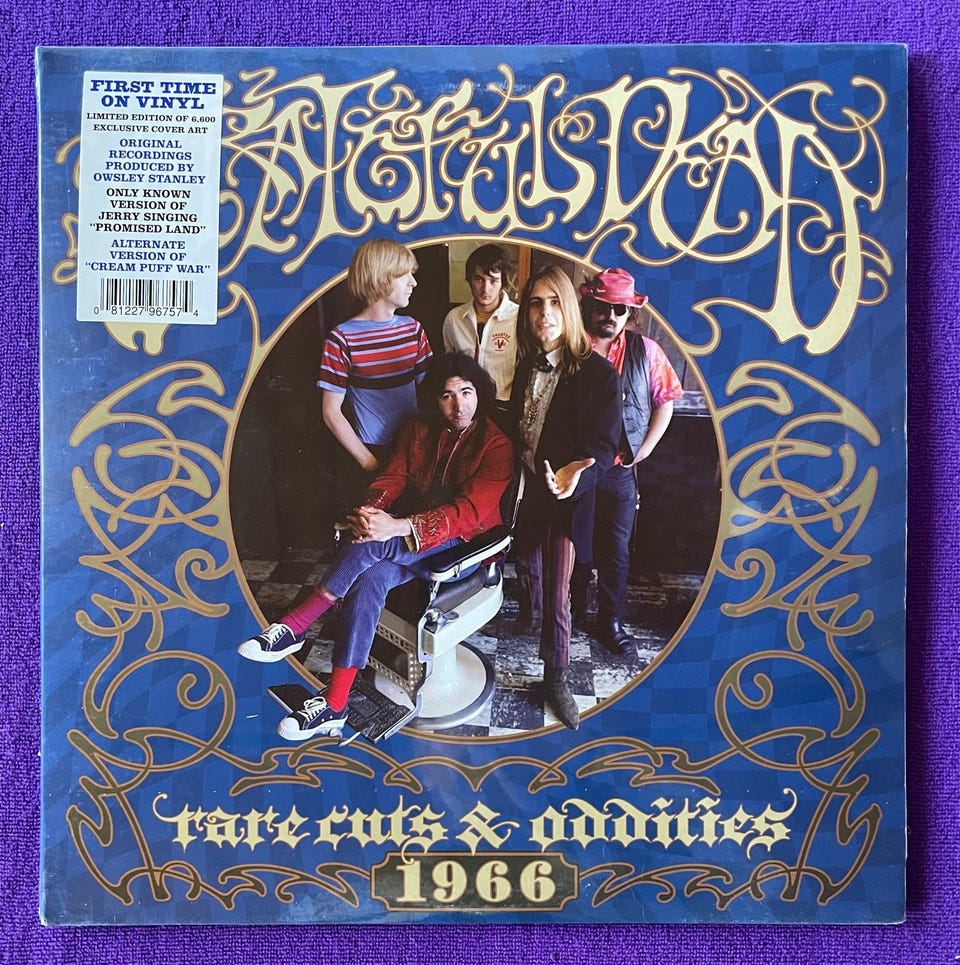 FIRST TIME
ON VINYL
LIMITED EDITION OF 6,600
EXCLUSIVE COVER ART
ORIGINAL
RECORDINGS
PRODUCED BY
OWSLEY STANLEY
ONLY KNOWN
VERSION OF
JERRY SINGING
"PROMISED LAND"
ALTERNATE
VERSION OF
"CREAM PUFF WAR"
0 81227 96757 4
GRATEFUL DEAD
rare cuts & oddities
1966